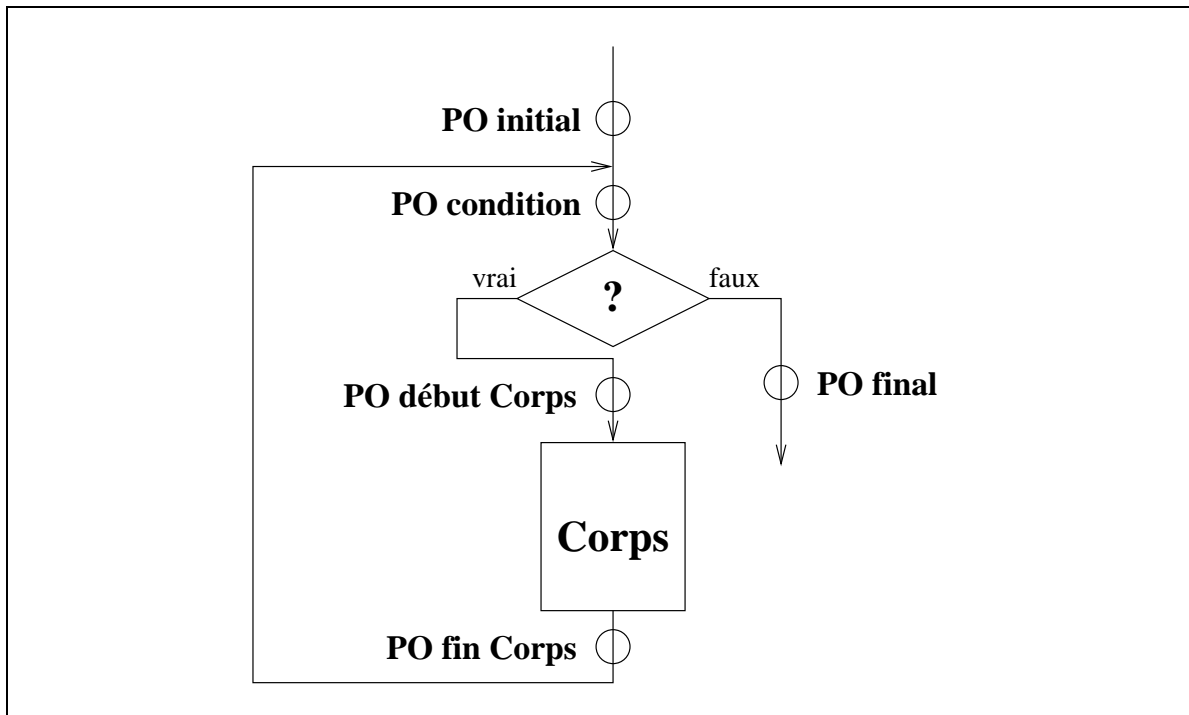 PO initial
PO condition
vrai
faux
?
PO début Corps
PO final
Corps
PO fin Corps